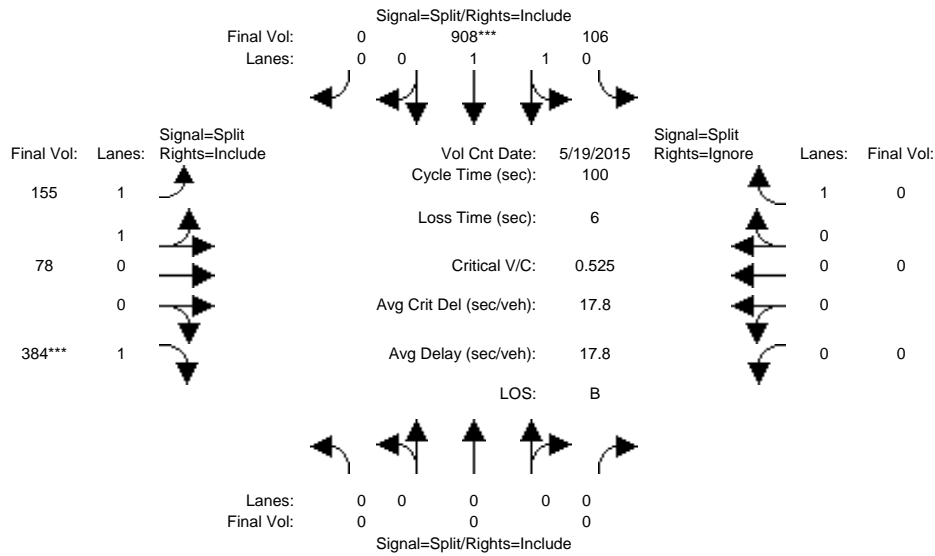 Signal=Split/Rights=Include
Final Vol: 0 908*** 106
Lanes: 0 0 1 1 0
Signal=Split
Final Vol: Lanes: Rights=Include
Vol Cnt Date: 5/19/2015
Signal=Split
Rights=Ignore Lanes: Final Vol:
Cycle Time (sec): 100
155 1
1 0
Loss Time (sec): 6
1
0
78 0
Critical V/C: 0.525
0 0
0
Avg Crit Del (sec/veh): 17.8
0
384*** 1
Avg Delay (sec/veh): 17.8
0 0
LOS: B
Lanes: 0 0 0 0 0
Final Vol: 0 0 0
Signal=Split/Rights=Include